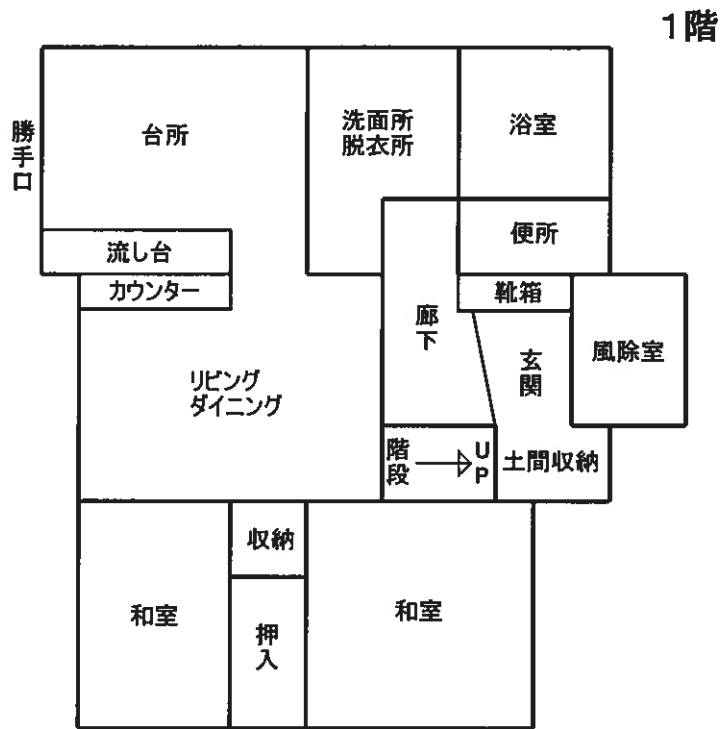 1階
勝手口
台所
洗面所
脱衣所
浴室
便所
流し台
カウンター
靴箱
廊下
玄関
風除室
リビング
ダイニング
階段
UP
土間収納
収納
和室
押入
和室